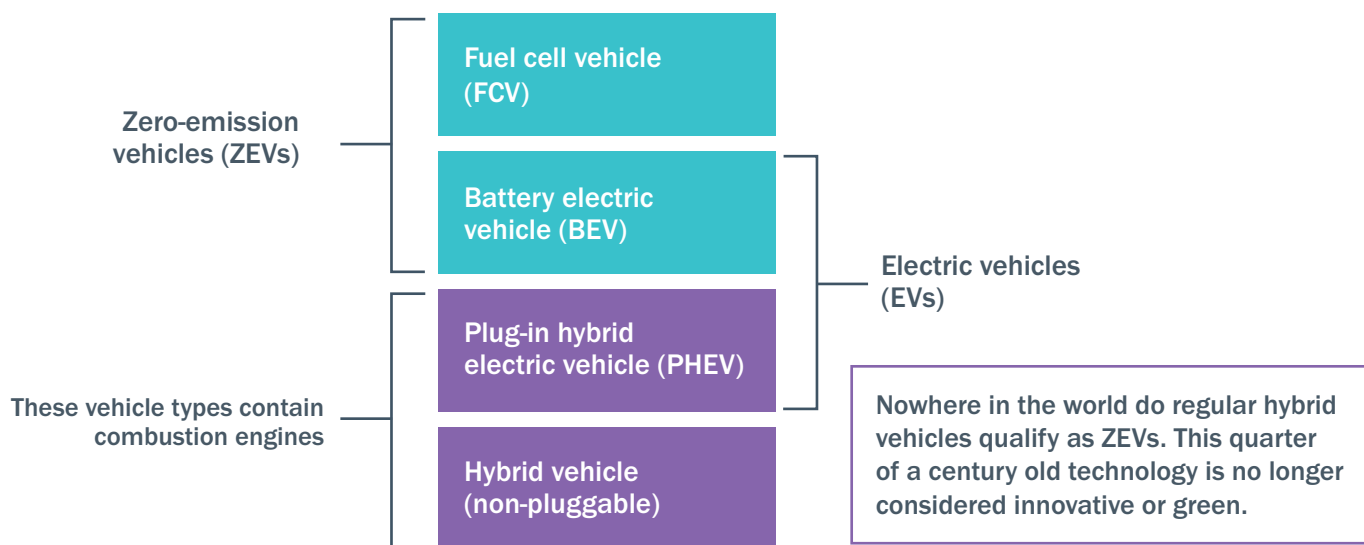 Fuel cell vehicle
(FCV)
Zero-emission
vehicles (ZEVs)
Battery electric
vehicle (BEV)
Electric vehicles
(EVs)
Plug-in hybrid
electric vehicle (PHEV)
These vehicle types contain
combustion engines
Nowhere in the world do regular hybrid
vehicles qualify as ZEVs. This quarter
of a century old technology is no longer
considered innovative or green.
Hybrid vehicle
(non-pluggable)